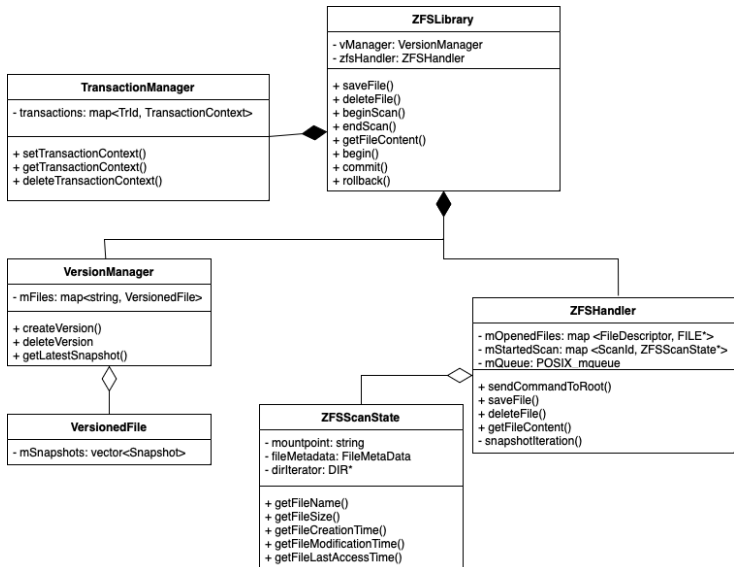 ZFSLibrary
- vManager: VersionManager
- zfsHandler: ZFSHandler
+ saveFile()
+ deleteFile()
+ beginScan()
+ endScan()
+ getFileContent()
+ begin()
+ commit()
+ rollback()
TransactionManager
- transactions: map<TrId, TransactionContext>
+ setTransactionContext()
+ getTransactionContext()
+ deleteTransactionContext()
VersionManager
- mFiles: map<string, VersionedFile>
+ createVersion()
+ deleteVersion
+ getLatestSnapshot()
VersionedFile
- mSnapshots: vector<Snapshot>
ZFSHandler
- mOpenedFiles: map <FileDescriptor, FILE*>
- mStartedScan: map <ScanId, ZFSScanState*>
- mQueue: POSIX_mqueue
+ sendCommandToRoot()
+ saveFile()
+ deleteFile()
+ getFileContent()
- snapshotIteration()
ZFSScanState
- mountpoint: string
- fileMetadata: FileMetaData
- dirIterator: DIR*
+ getFileName()
+ getFileSize()
+ getFileCreationTime()
+ getFileModificationTime()
+ getFileLastAccessTime()